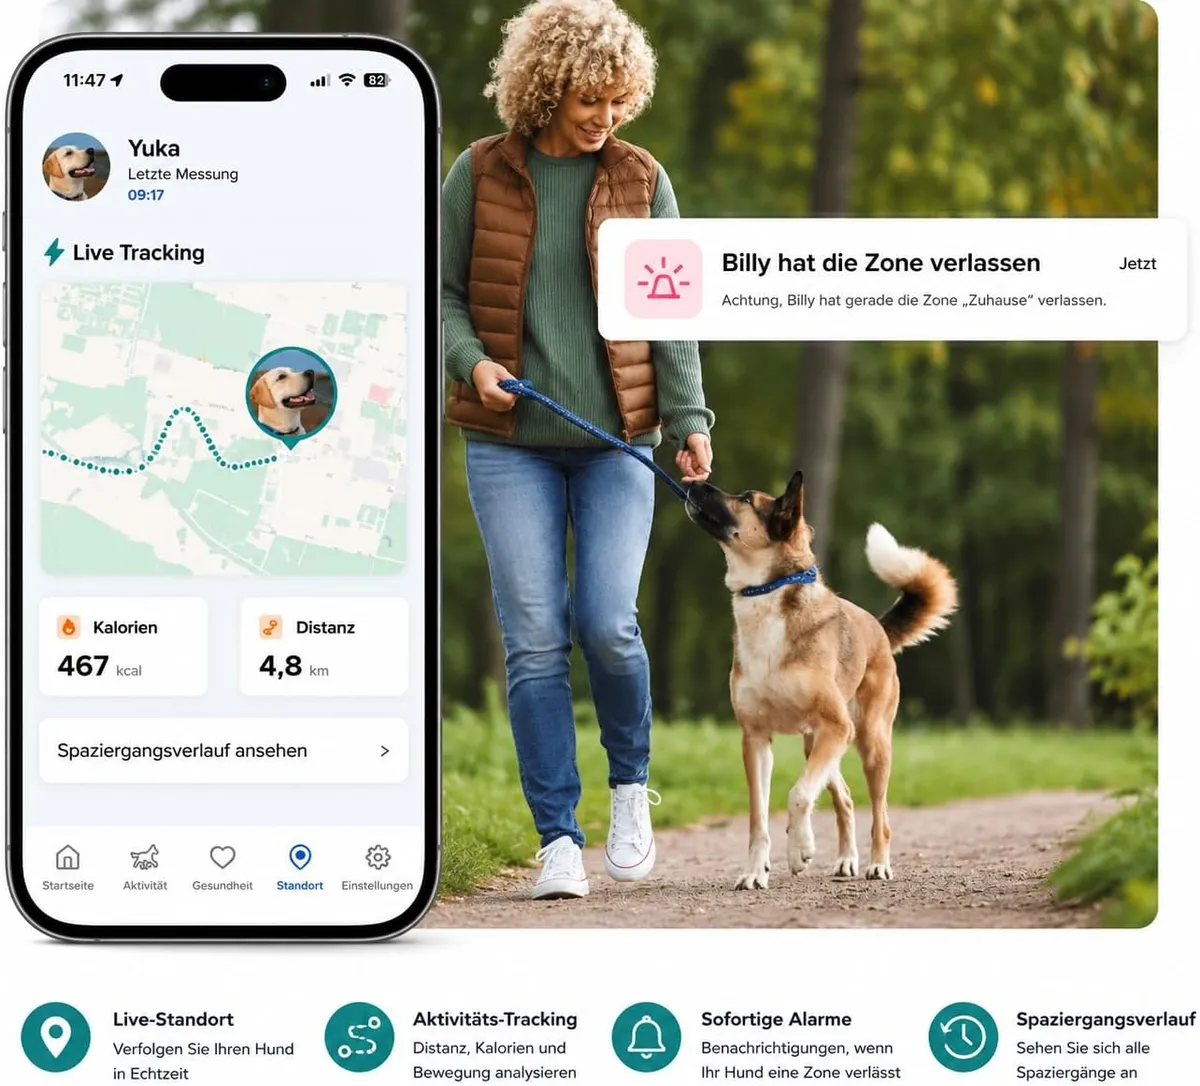 11:47
82
Yuka
Letzte Messung
09:17
Live Tracking
Billy hat die Zone verlassen
Jetzt
Achtung, Billy hat gerade die Zone „Zuhause“ verlassen.
Kalorien
467 kcal
Distanz
4,8 km
Spaziergangsverlauf ansehen
Startseite
Aktivität
Gesundheit
Standort
Einstellungen
Live-Standort
Verfolgen Sie Ihren Hund
in Echtzeit
Aktivitäts-Tracking
Distanz, Kalorien und
Bewegung analysieren
Sofortige Alarme
Benachrichtigungen, wenn
Ihr Hund eine Zone verlässt
Spaziergangsverlauf
Sehen Sie sich alle
Spaziergänge an